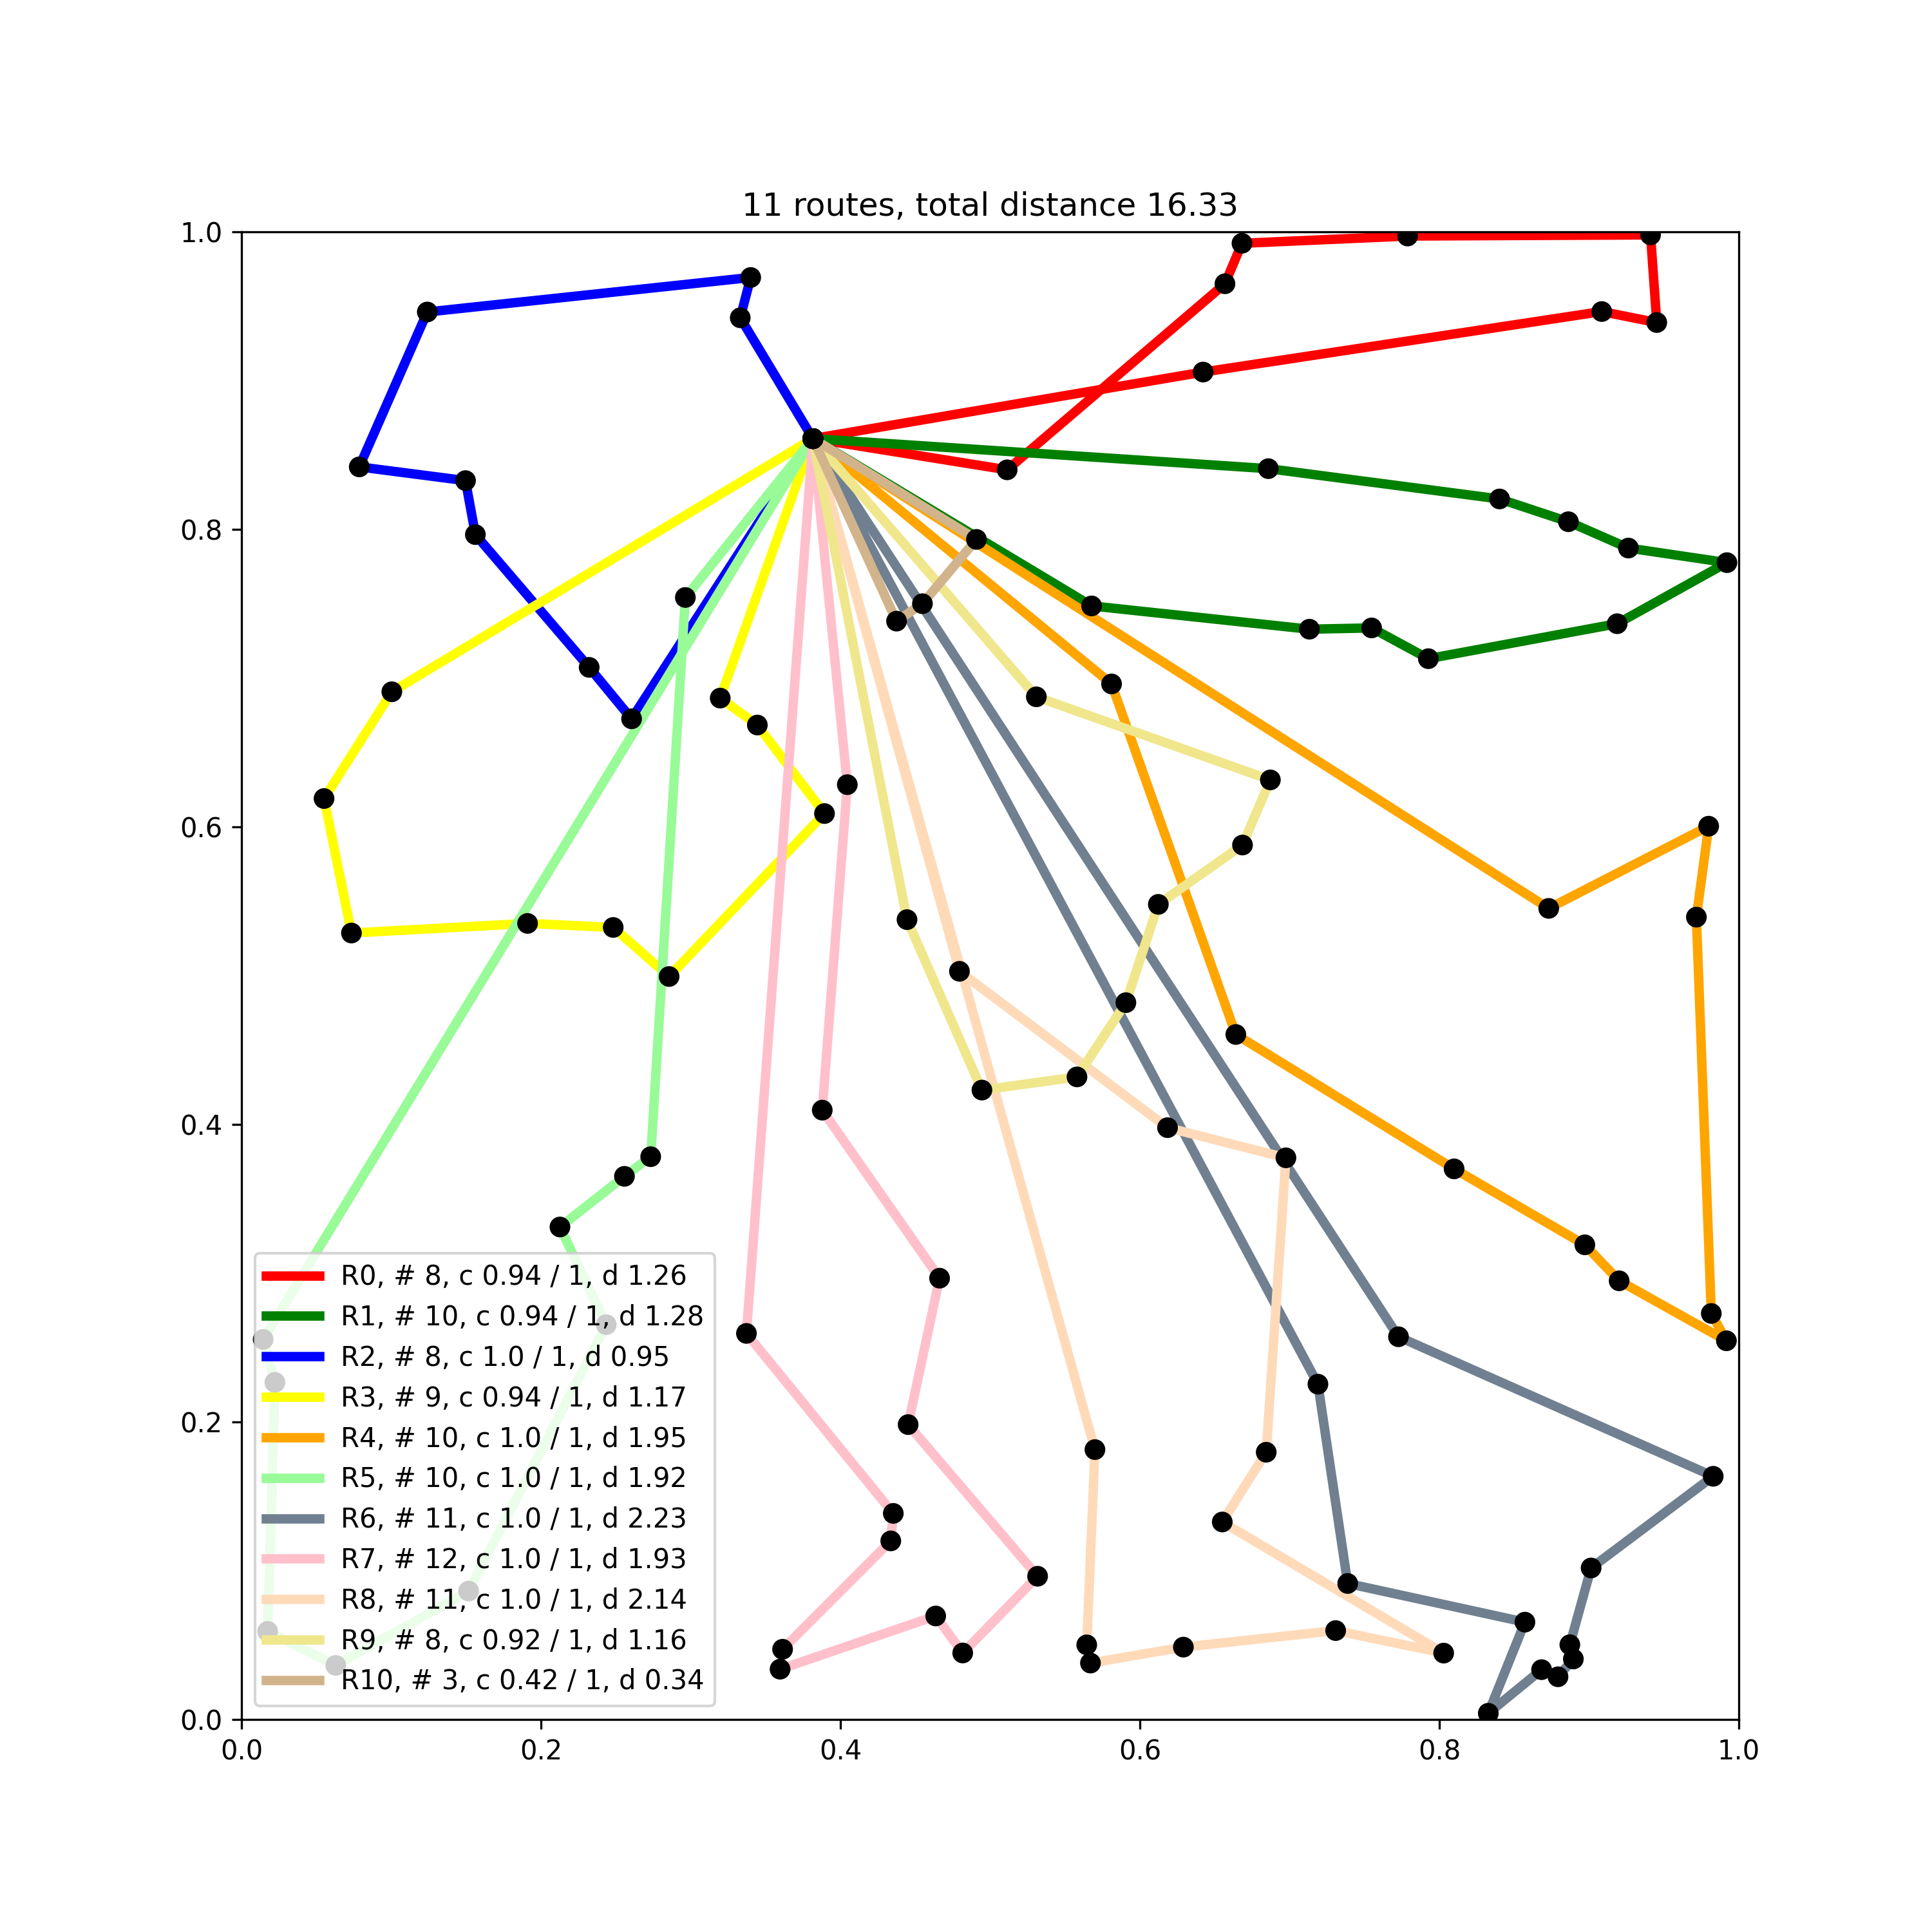 11 routes, total distance 16.33
1.0
0.8
0.6
0.4
0.2
0.0
R0, # 8, c 0.94 / 1, d 1.26
R1, # 10, c 0.94 / 1, d 1.28
R2, # 8, c 1.0 / 1, d 0.95
R3, # 9, c 0.94 / 1, d 1.17
R4, # 10, c 1.0 / 1, d 1.95
R5, # 10, c 1.0 / 1, d 1.92
R6, # 11, c 1.0 / 1, d 2.23
R7, # 12, c 1.0 / 1, d 1.93
R8, # 11, c 1.0 / 1, d 2.14
R9, # 8, c 0.92 / 1, d 1.16
R10, # 3, c 0.42 / 1, d 0.34
0.0 0.2 0.4 0.6 0.8 1.0